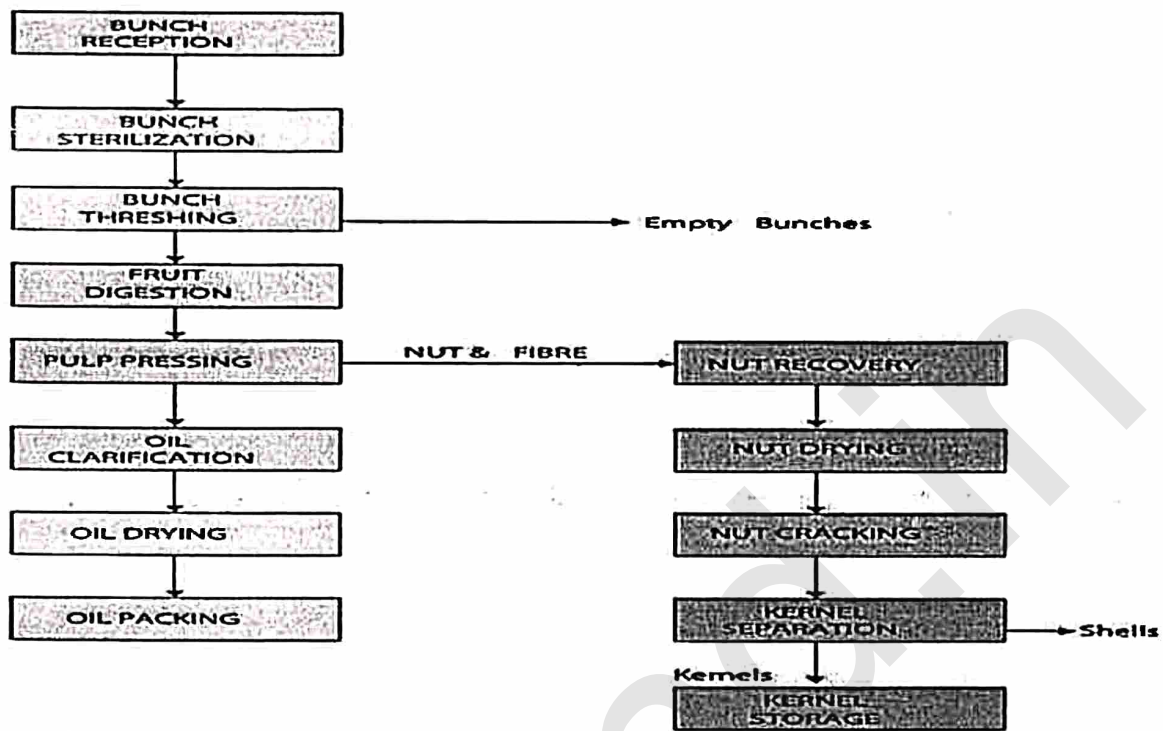 BUNCH
RECEPTION
BUNCH
STERILIZATION
BUNCH
THRESHING
Empty Bunches
FRUIT
DIGESTION
PULP PRESSING
NUT & FIBRE
NUT RECOVERY
OIL
CLARIFICATION
NUT DRYING
OIL DRYING
NUT CRACKING
OIL PACKING
KERNEL
SEPARATION
Shells
Kernels
KERNEL
STORAGE